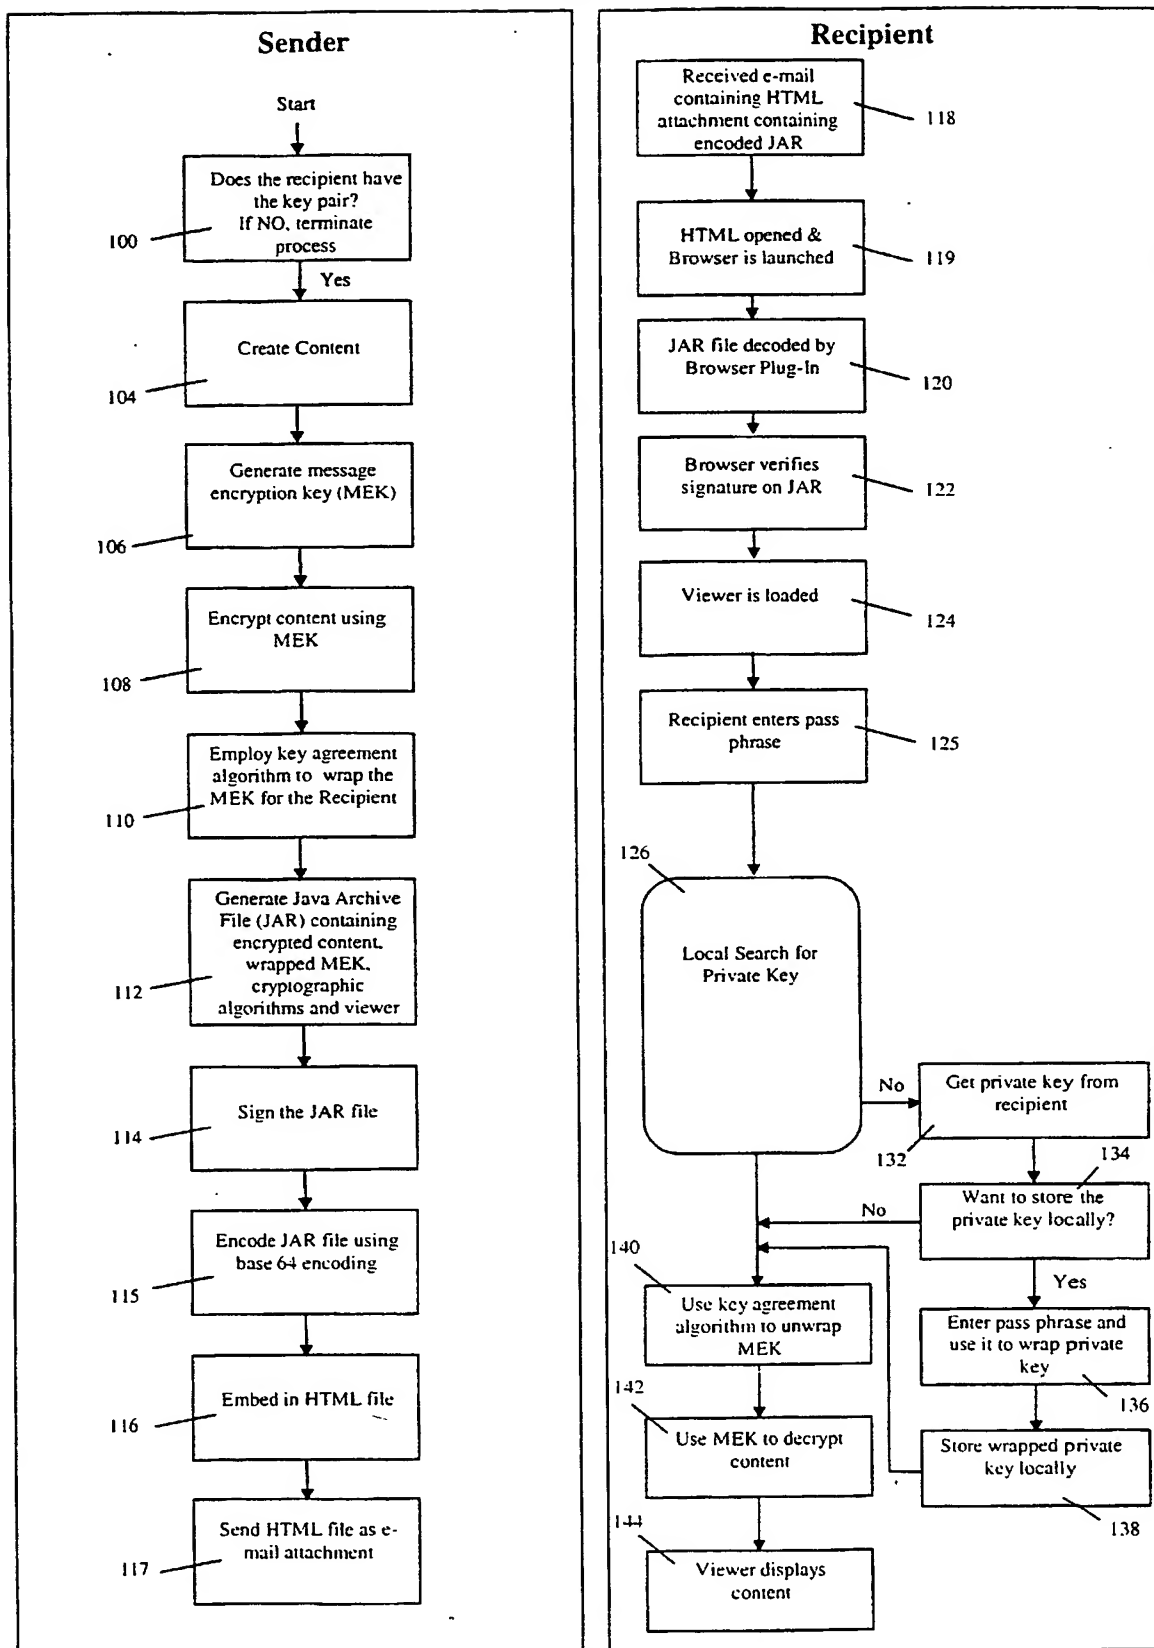 Sender
Start
Does the recipient have
the key pair?
If NO, terminate
process
100
Yes
Create Content
104
Generate message
encryption key (MEK)
106
Encrypt content using
MEK
108
Employ key agreement
algorithm to wrap the
MEK for the Recipient
110
Generate Java Archive
File (JAR) containing
encrypted content,
wrapped MEK,
cryptographic
algorithms and viewer
112
Sign the JAR file
114
Encode JAR file using
base 64 encoding
115
Embed in HTML file
116
Send HTML file as e-
mail attachment
117
Recipient
Received e-mail
containing HTML
attachment containing
encoded JAR
118
HTML opened &
Browser is launched
119
JAR file decoded by
Browser Plug-In
120
Browser verifies
signature on JAR
122
Viewer is loaded
124
Recipient enters pass
phrase
125
126
Local Search for
Private Key
No
Get private key from
recipient
132
134
Want to store the
private key locally?
No
Yes
Enter pass phrase and
use it to wrap private
key
136
Store wrapped private
key locally
138
140
Use key agreement
algorithm to unwrap
MEK
142
Use MEK to decrypt
content
144
Viewer displays
content